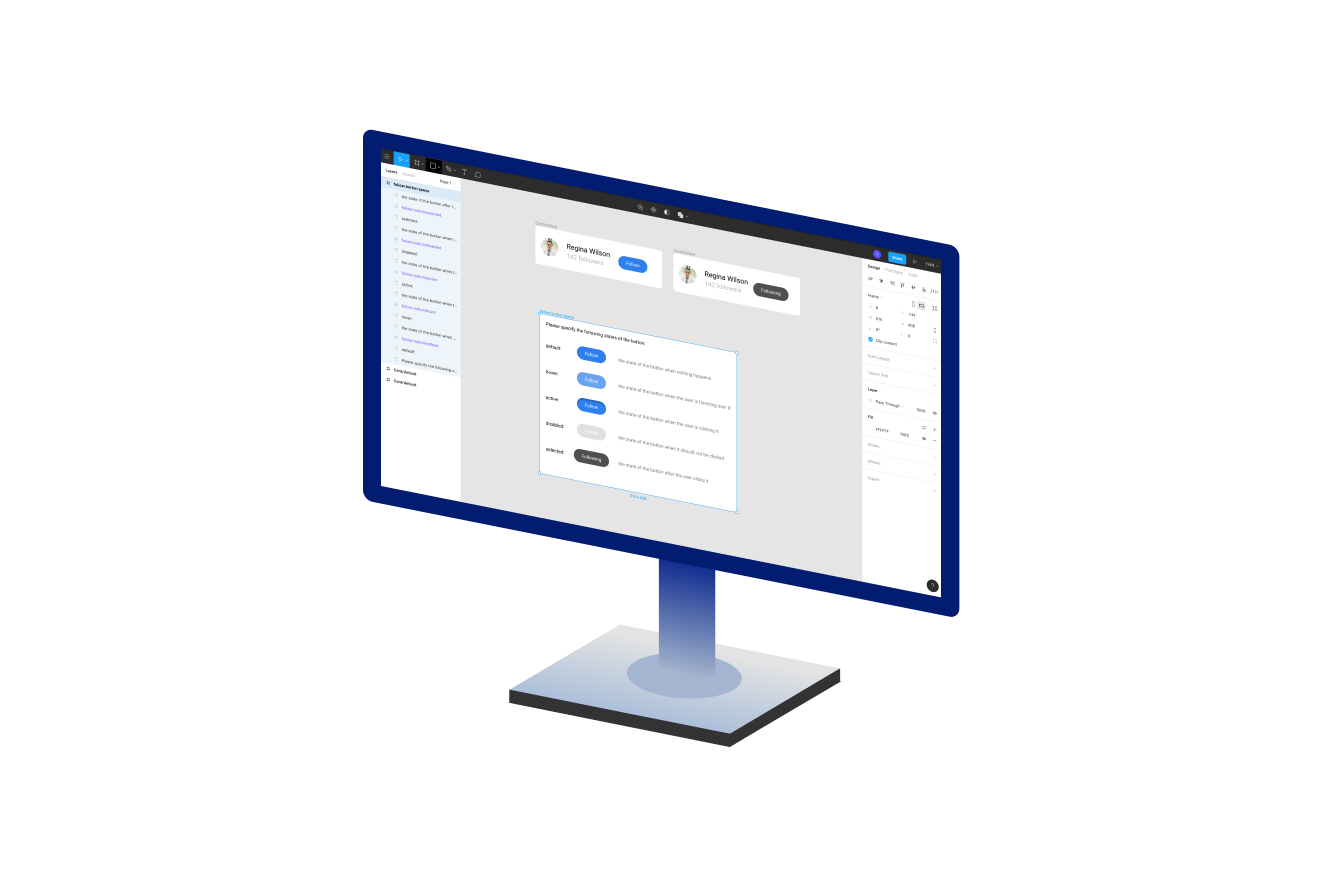 Layers
Page 1
follow button specs
the state of the button after t...
follow button/selected
selected:
the state of the button when i...
follow button/disabled
disabled:
the state of the button when t...
follow button/active
active:
the state of the button when t...
follow button/hover
hover:
the state of the button when ...
follow button/default
default:
Please specify the following s...
Card/default
Card/default
Regina Wilson
142 followers
Follow
Regina Wilson
142 followers
Following
follow button specs
Please specify the following states of the button:
default:
Follow
the state of the button when nothing happens
hover:
Follow
the state of the button when the user is hovering over it
active:
Follow
the state of the button when the user is clicking it
disabled:
Follow
the state of the button when it should not be clicked
selected:
Following
the state of the button after the user clicks it
Share
Design
Prototype
Code
Frame
Clip content
Auto Layout
Layout Grid
Layer
Pass Through
100%
Fill
FFFFFF
100%
Stroke
Effects
Export
?